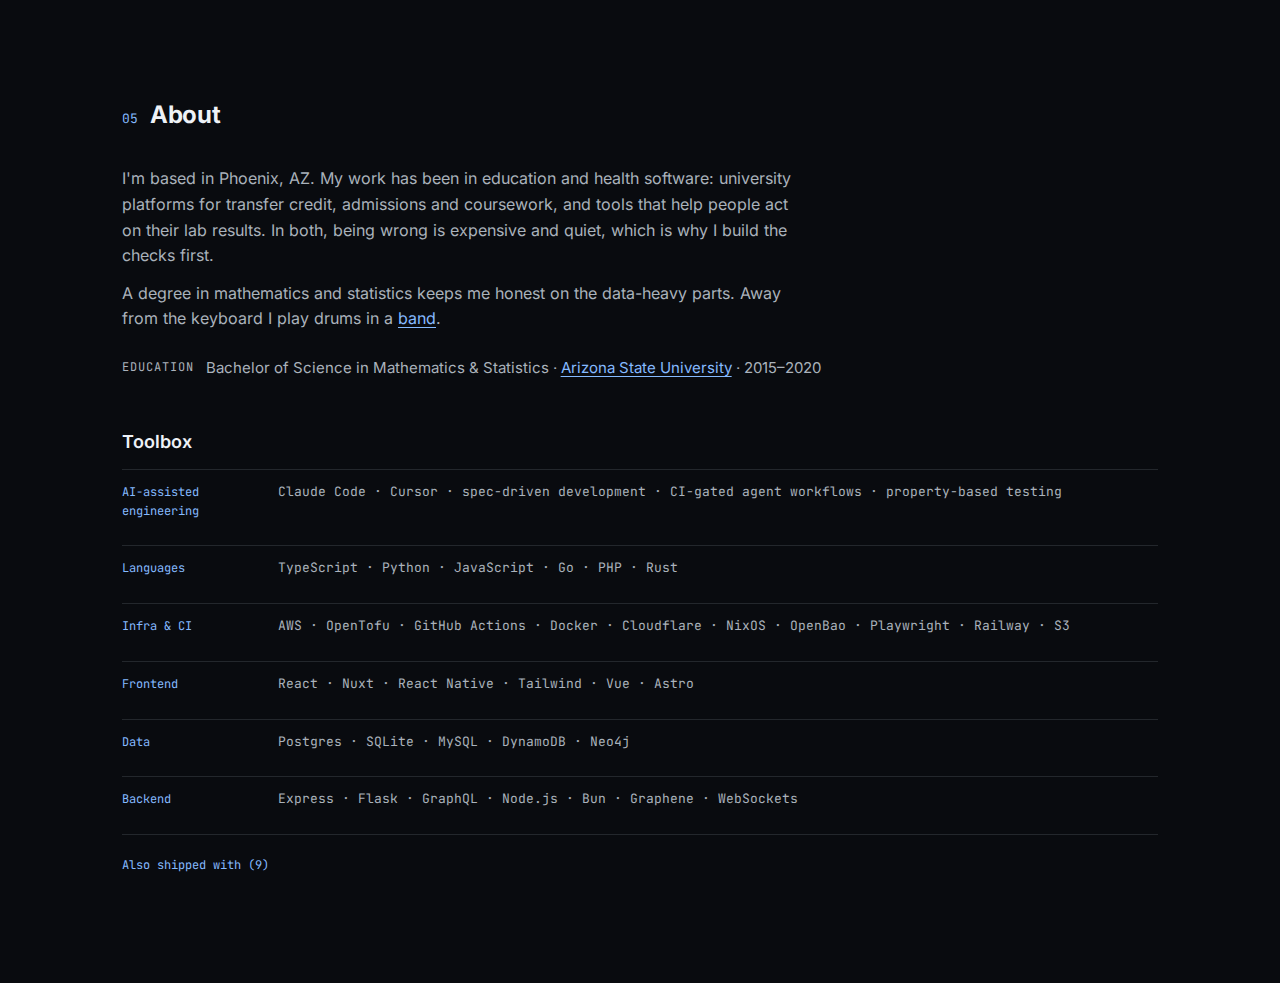 05 About
I'm based in Phoenix, AZ. My work has been in education and health software: university
platforms for transfer credit, admissions and coursework, and tools that help people act
on their lab results. In both, being wrong is expensive and quiet, which is why I build the
checks first.
A degree in mathematics and statistics keeps me honest on the data-heavy parts. Away
from the keyboard I play drums in a band.
EDUCATION Bachelor of Science in Mathematics & Statistics · Arizona State University · 2015–2020
Toolbox
AI-assisted engineering
Claude Code · Cursor · spec-driven development · CI-gated agent workflows · property-based testing
Languages TypeScript · Python · JavaScript · Go · PHP · Rust
Infra & CI AWS · OpenTofu · GitHub Actions · Docker · Cloudflare · NixOS · OpenBao · Playwright · Railway · S3
Frontend React · Nuxt · React Native · Tailwind · Vue · Astro
Data Postgres · SQLite · MySQL · DynamoDB · Neo4j
Backend Express · Flask · GraphQL · Node.js · Bun · Graphene · WebSockets
Also shipped with (9)